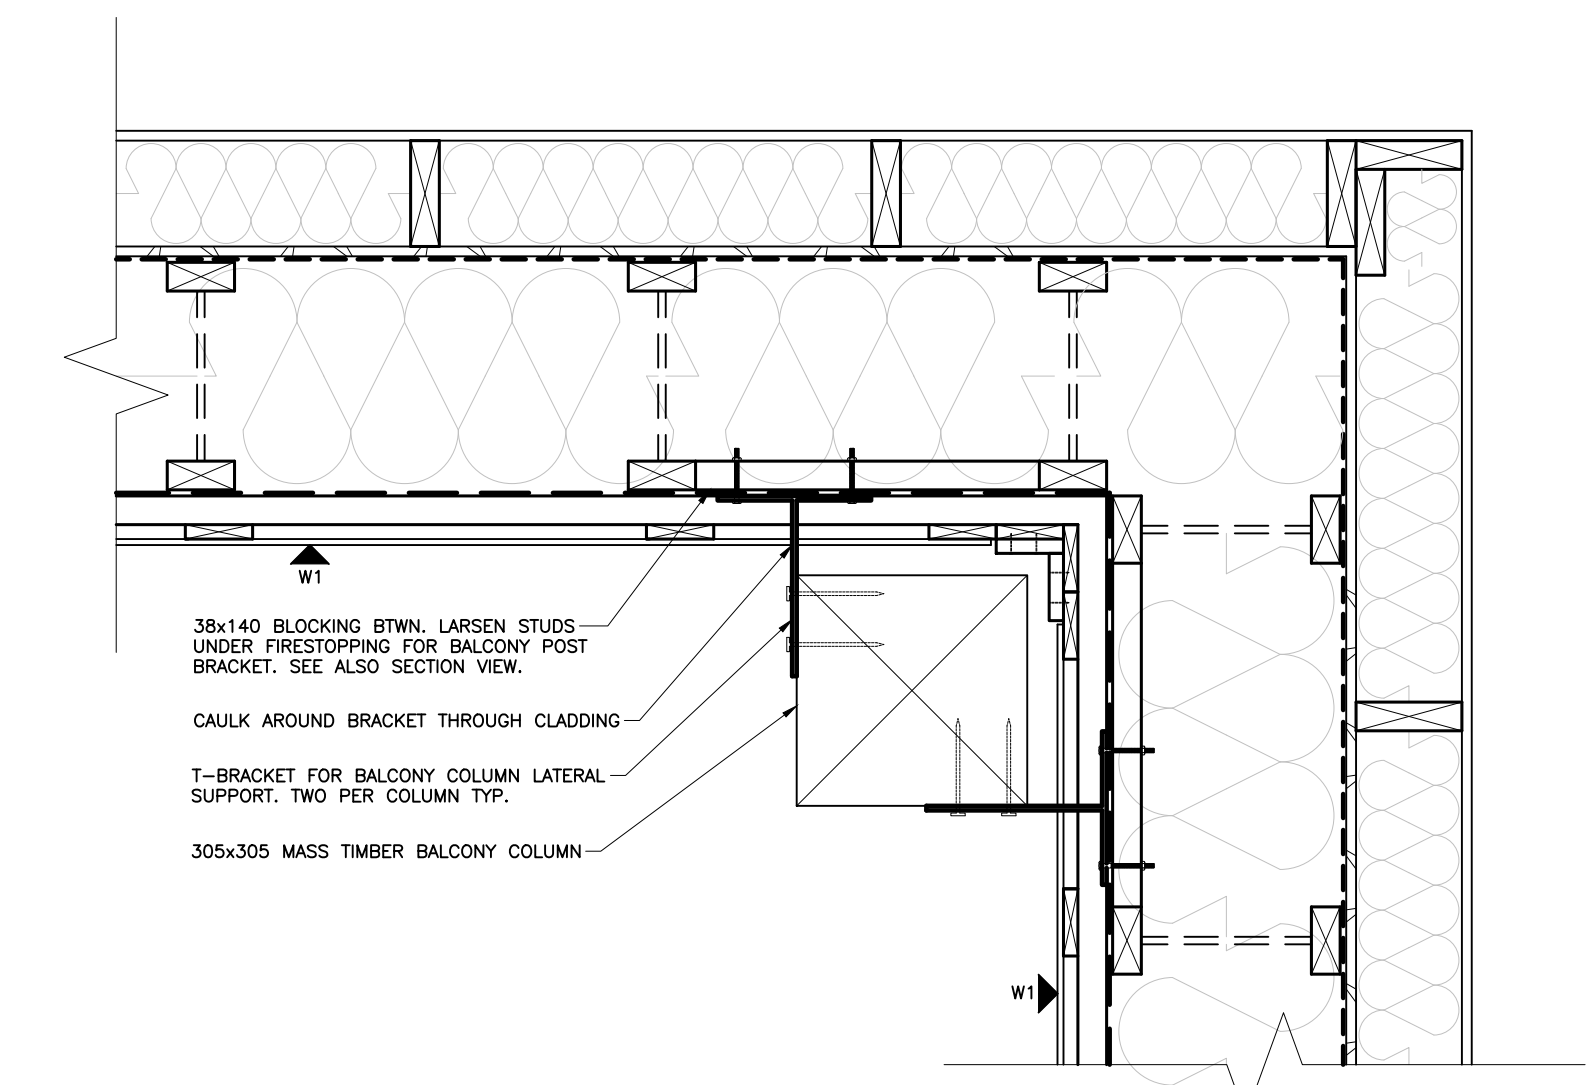 W1
38x140 BLOCKING BTWN. LARSEN STUDS
UNDER FIRESTOPPING FOR BALCONY POST
BRACKET. SEE ALSO SECTION VIEW.
CAULK AROUND BRACKET THROUGH CLADDING
T-BRACKET FOR BALCONY COLUMN LATERAL
SUPPORT. TWO PER COLUMN TYP.
305x305 MASS TIMBER BALCONY COLUMN
W1